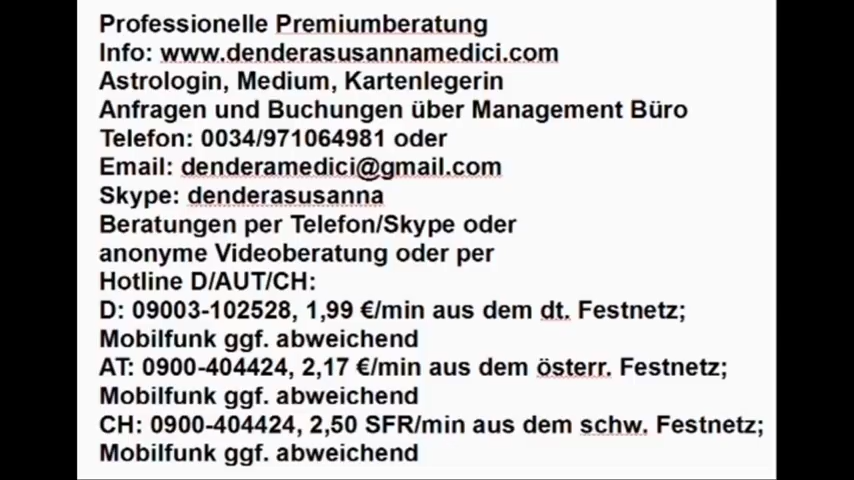 Professionelle Premiumberatung
Info: www.denderasusannamedici.com
Astrologin, Medium, Kartenlegerin
Anfragen und Buchungen über Management Büro
Telefon: 0034/971064981 oder
Email: denderamedici@gmail.com
Skype: denderasusanna
Beratungen per Telefon/Skype oder
anonyme Videoberatung oder per
Hotline D/AUT/CH:
D: 09003-102528, 1,99 €/min aus dem dt. Festnetz;
Mobilfunk ggf. abweichend
AT: 0900-404424, 2,17 €/min aus dem österr. Festnetz;
Mobilfunk ggf. abweichend
CH: 0900-404424, 2,50 SFR/min aus dem schw. Festnetz;
Mobilfunk ggf. abweichend